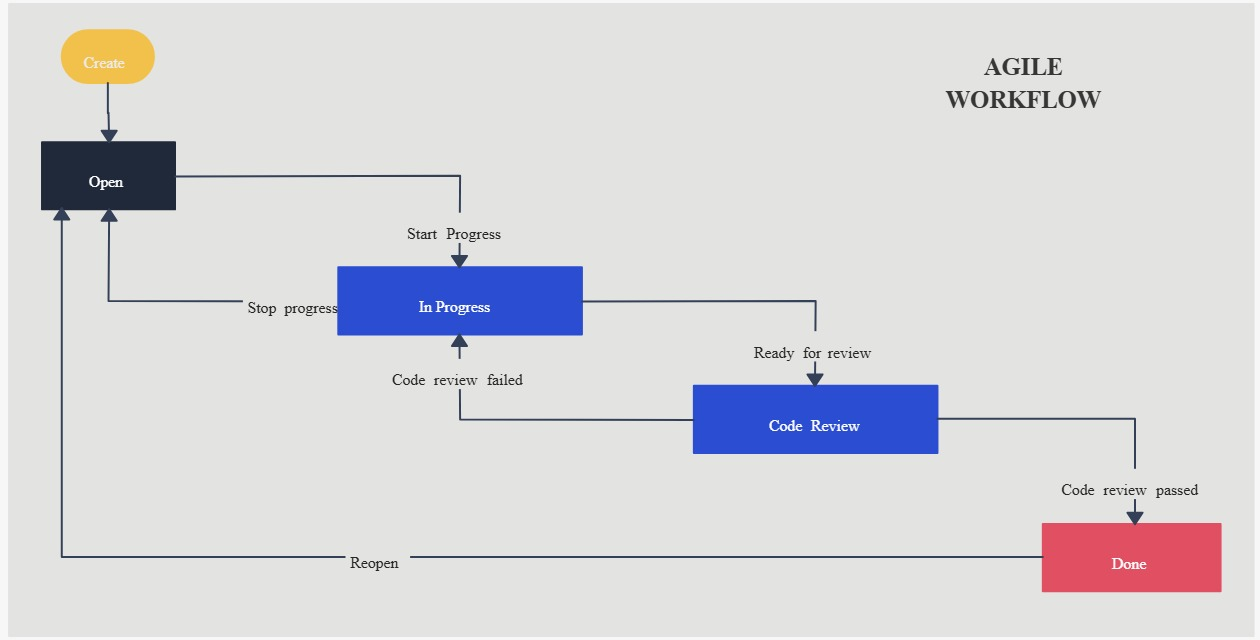 Create
AGILE
WORKFLOW
Open
Start Progress
Stop progress
In Progress
Ready for review
Code review failed
Code Review
Code review passed
Reopen
Done